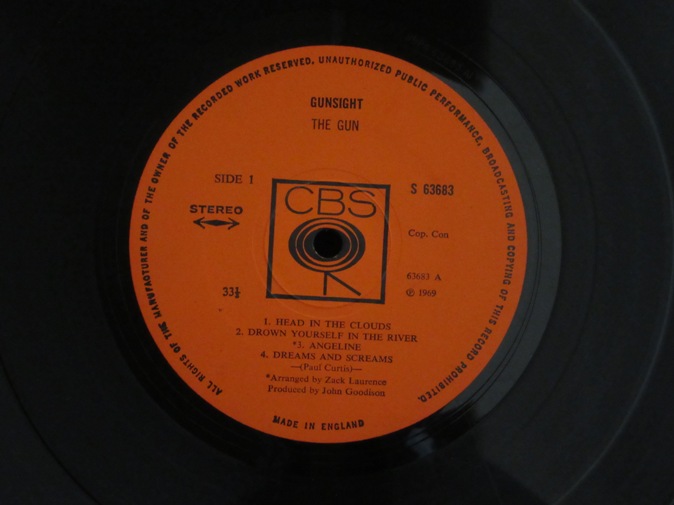 ALL RIGHTS OF THE MANUFACTURER AND OF THE OWNER OF THE RECORDED WORK RESERVED. UNAUTHORIZED PUBLIC PERFORMANCE, BROADCASTING AND COPYING OF THIS RECORD PROHIBITED.
GUNSIGHT
THE GUN
SIDE 1
S 63683
STEREO
CBS
Cop. Con
63683 A
33⅓
℗ 1969
1. HEAD IN THE CLOUDS
2. DROWN YOURSELF IN THE RIVER
*3. ANGELINE
4. DREAMS AND SCREAMS
—(Paul Curtis)—
*Arranged by Zack Laurence
Produced by John Goodison
MADE IN ENGLAND